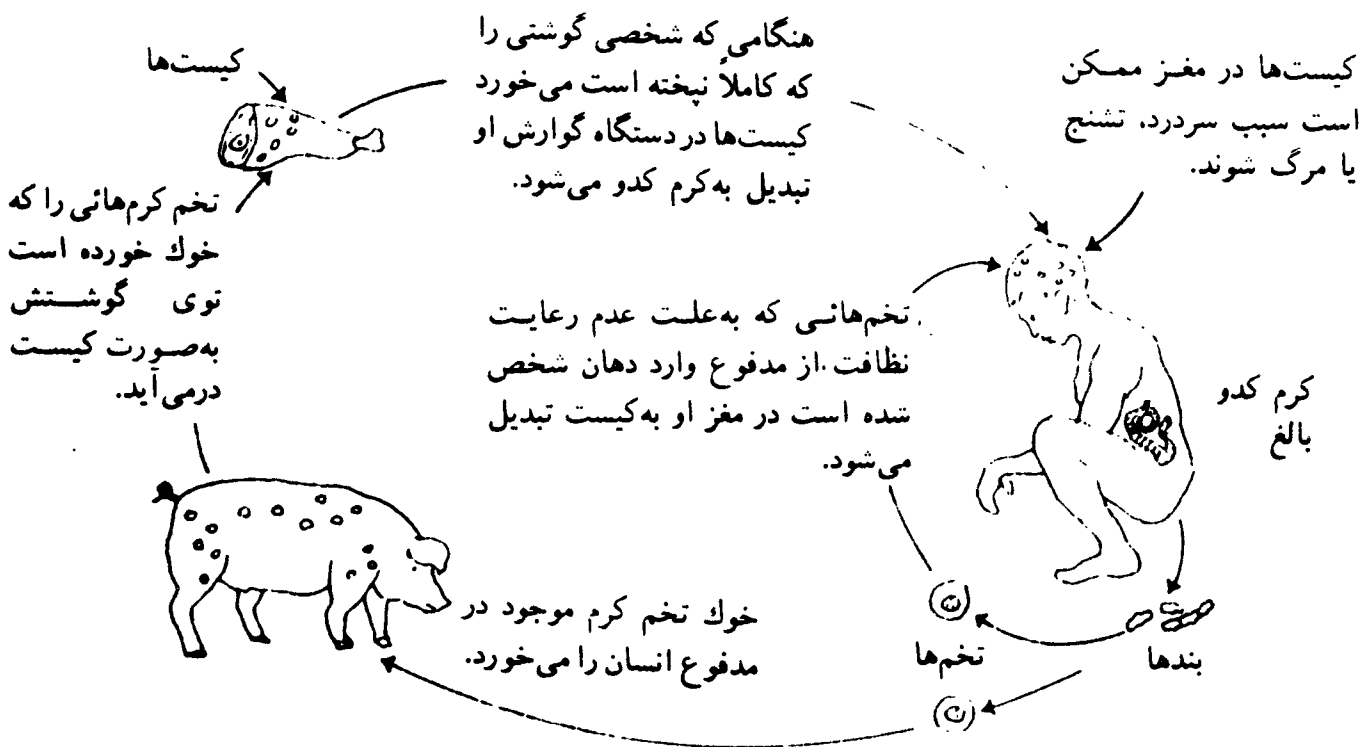 کیست‌ها
هنگامی که شخصی گوشتی را
که کاملاً نپخته است می‌خورد
کیست‌ها در دستگاه گوارش او
تبدیل به‌کرم کدو می‌شود.
کیست‌ها در مغز ممکن
است سبب سردرد، تشنج
یا مرگ شوند.
تخم کرم‌هائی را که
خوك خورده است
توی گوشتش
به‌صورت کیست
درمی‌آید.
تخم‌هائی که به‌علت عدم رعایت
نظافت از مدفوع وارد دهان شخص
شده است در مغز او به‌کیست تبدیل
می‌شود.
کرم کدو
بالغ
خوك تخم کرم موجود در
مدفوع انسان را می‌خورد.
تخم‌ها
بندها